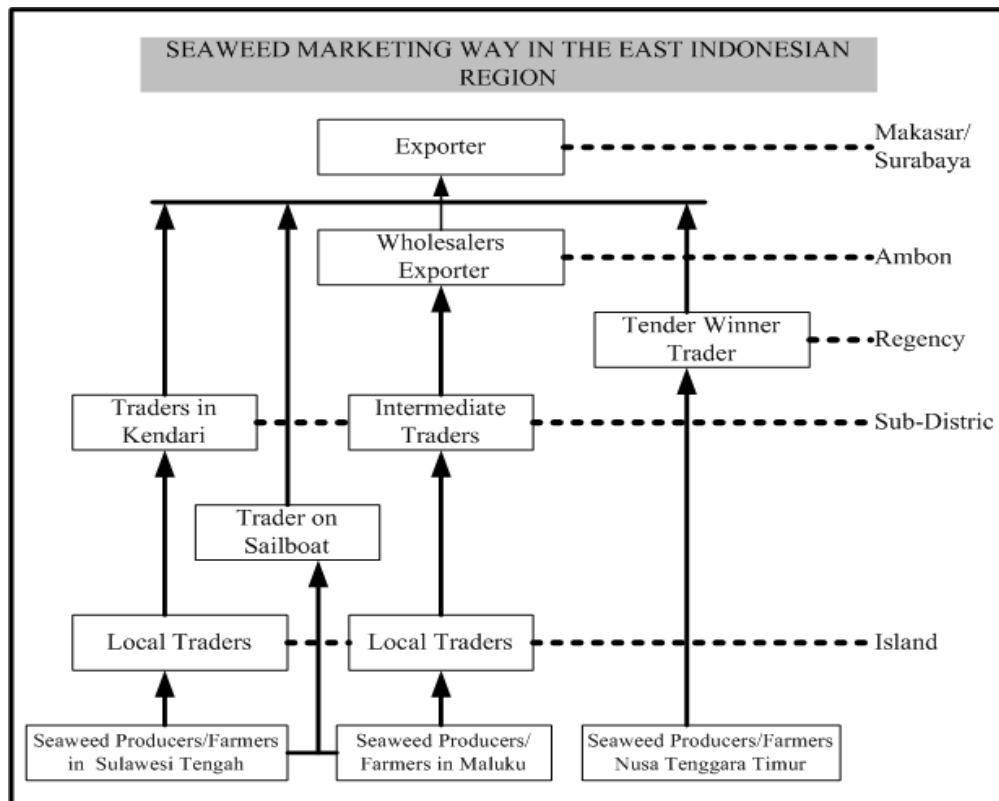 SEAWEED MARKETING WAY IN THE EAST INDONESIAN
REGION
Exporter
Makasar/
Surabaya
Wholesalers
Exporter
Ambon
Tender Winner
Trader
Regency
Traders in
Kendari
Intermediate
Traders
Sub-Distric
Trader on
Sailboat
Local Traders
Local Traders
Island
Seaweed Producers/Farmers
in Sulawesi Tengah
Seaweed Producers/
Farmers in Maluku
Seaweed Producers/Farmers
Nusa Tenggara Timur